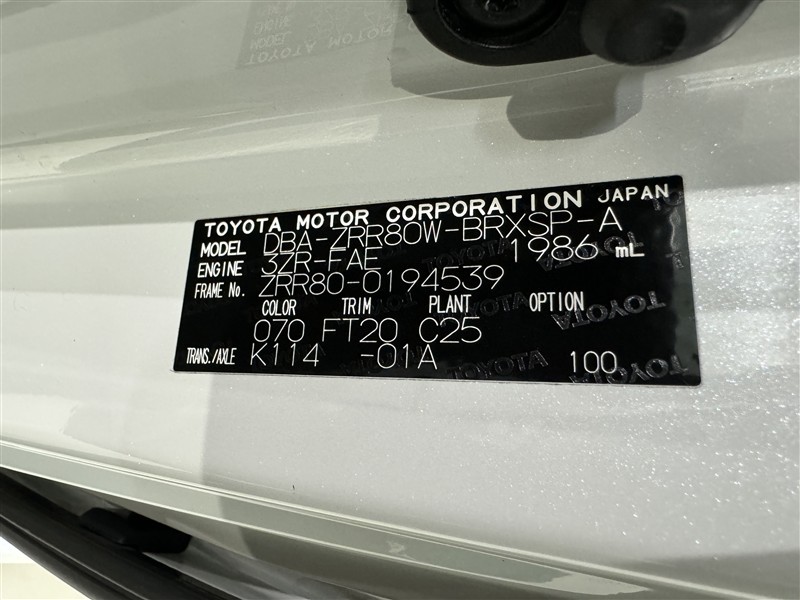 TOYOTA MOTOR CORPORATION JAPAN
MODEL DBA-ZRR80W-BRXSP-A
ENGINE 3ZR-FAE 1986 mL
FRAME No. ZRR80-0194539
COLOR TRIM PLANT OPTION
070 FT20 C25
TRANS./AXLE K114 -01A 100